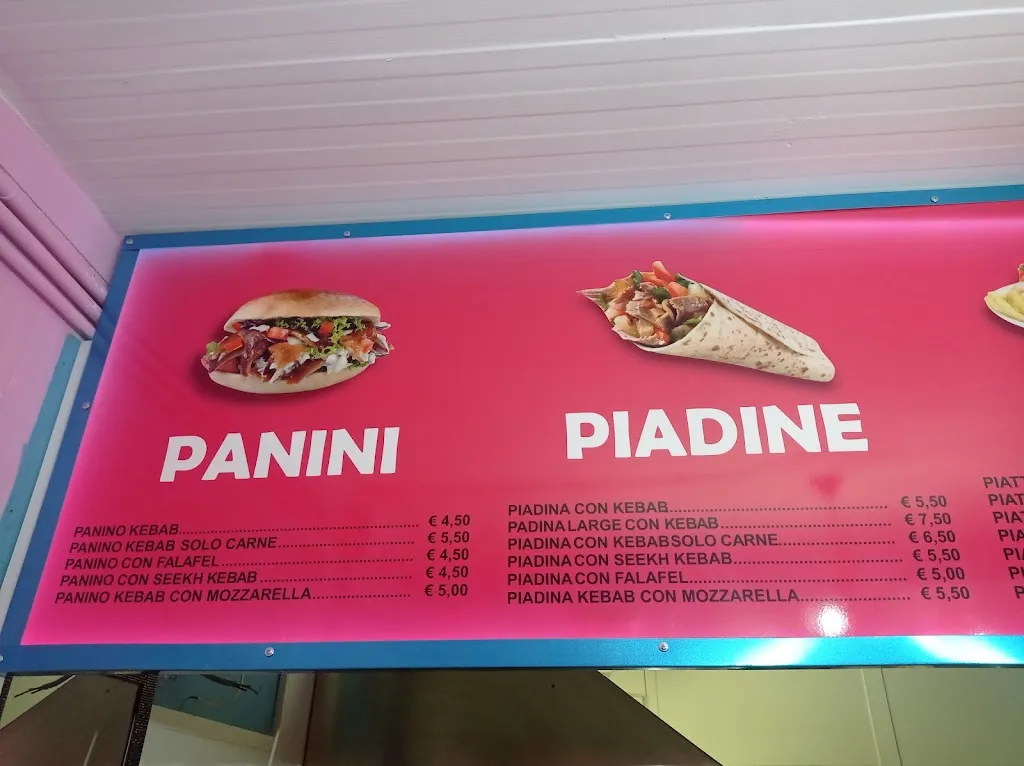 PANINI
PANINO KEBAB........ € 4,50
PANINO KEBAB SOLO CARNE........ € 5,50
PANINO CON FALAFEL........ € 4,50
PANINO CON SEEKH KEBAB........ € 4,50
PANINO KEBAB CON MOZZARELLA........ € 5,00
PIADINE
PIADINA CON KEBAB........ € 5,50
PADINA LARGE CON KEBAB........ € 7,50
PIADINA CON KEBAB SOLO CARNE........ € 6,50
PIADINA CON SEEKH KEBAB........ € 5,50
PIADINA CON FALAFEL........ € 5,00
PIADINA KEBAB CON MOZZARELLA........ € 5,50